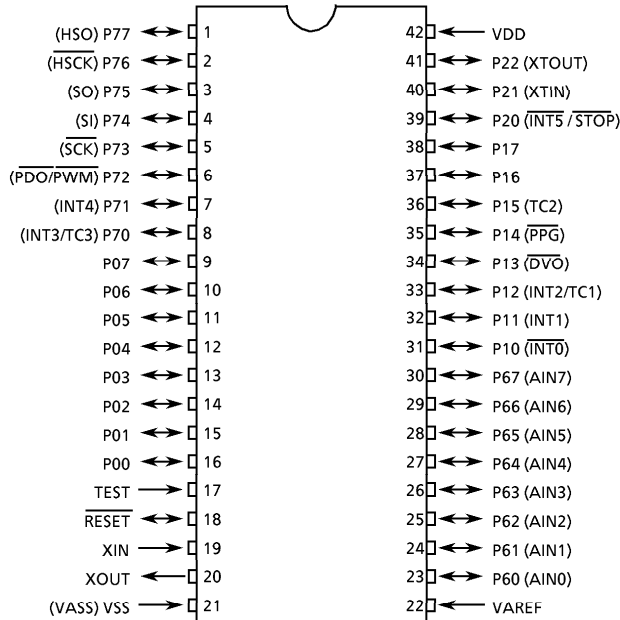 (HSO) P77 1 42 VDD
(HSCK) P76 2 41 P22 (XTOUT)
(SO) P75 3 40 P21 (XTIN)
(SI) P74 4 39 P20 (INT5 / STOP)
(SCK) P73 5 38 P17
(PDO/PWM) P72 6 37 P16
(INT4) P71 7 36 P15 (TC2)
(INT3/TC3) P70 8 35 P14 (PPG)
P07 9 34 P13 (DVO)
P06 10 33 P12 (INT2/TC1)
P05 11 32 P11 (INT1)
P04 12 31 P10 (INT0)
P03 13 30 P67 (AIN7)
P02 14 29 P66 (AIN6)
P01 15 28 P65 (AIN5)
P00 16 27 P64 (AIN4)
TEST 17 26 P63 (AIN3)
RESET 18 25 P62 (AIN2)
XIN 19 24 P61 (AIN1)
XOUT 20 23 P60 (AIN0)
(VASS) VSS 21 22 VAREF